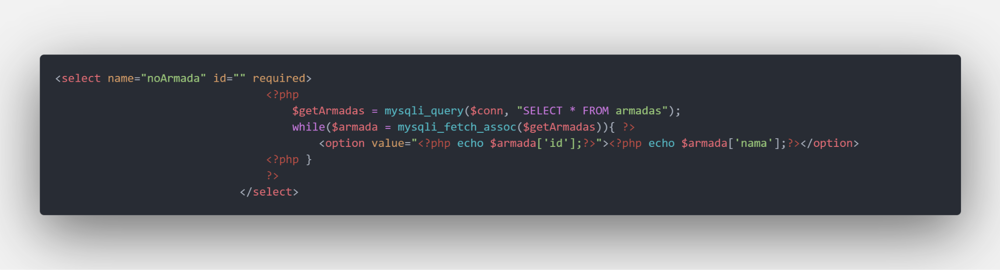 <select name="noArmada" id="" required>
<?php
$getArmadas = mysqli_query($conn, "SELECT * FROM armadas");
while($armada = mysqli_fetch_assoc($getArmadas)){ ?>
<option value="<?php echo $armada['id'];?>"><?php echo $armada['nama'];?></option>
<?php }
?>
</select>